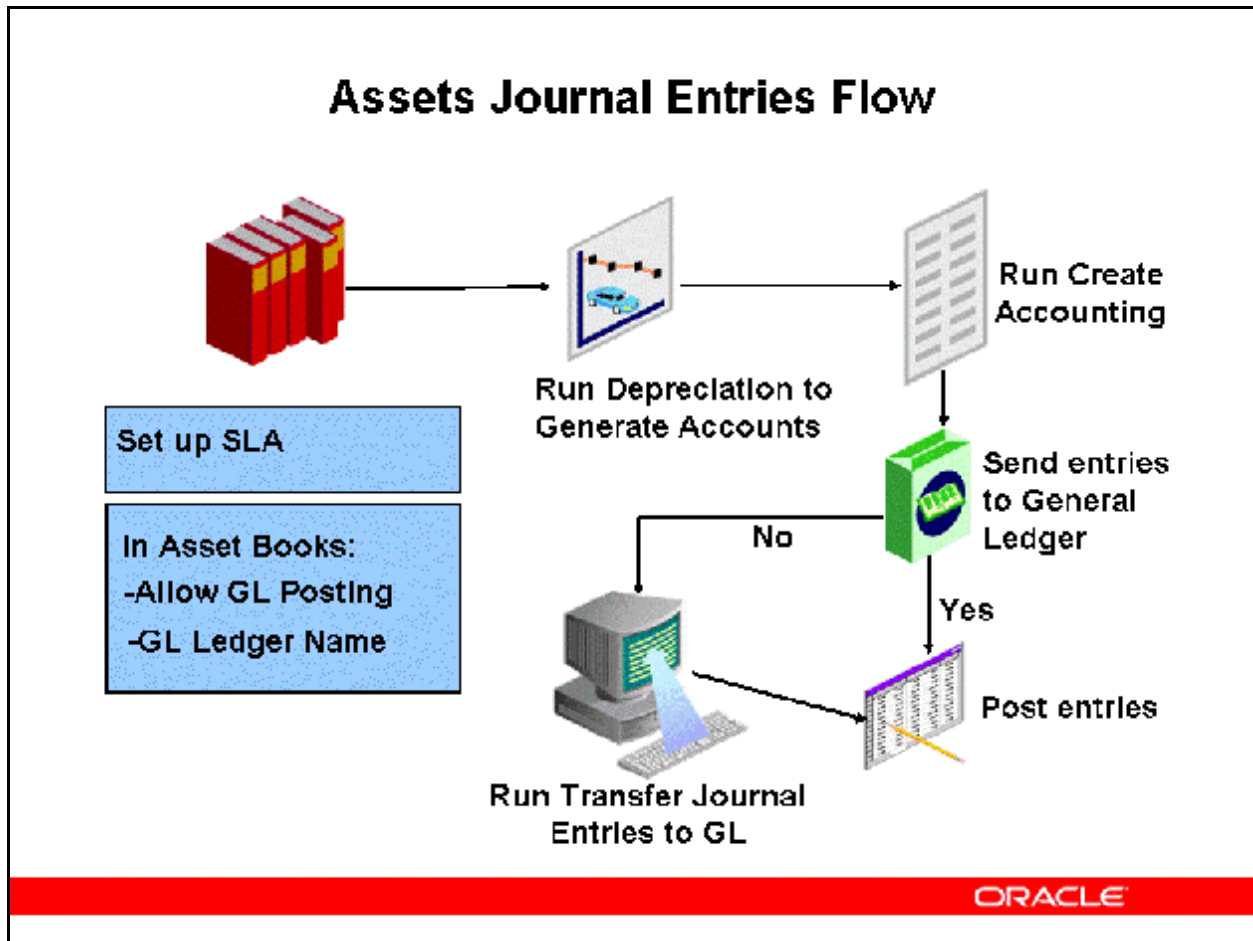 Assets Journal Entries Flow
Run Depreciation to
Generate Accounts
Run Create
Accounting
Set up SLA
In Asset Books:
-Allow GL Posting
-GL Ledger Name
Send entries
to General
Ledger
No
Yes
Post entries
Run Transfer Journal
Entries to GL
ORACLE